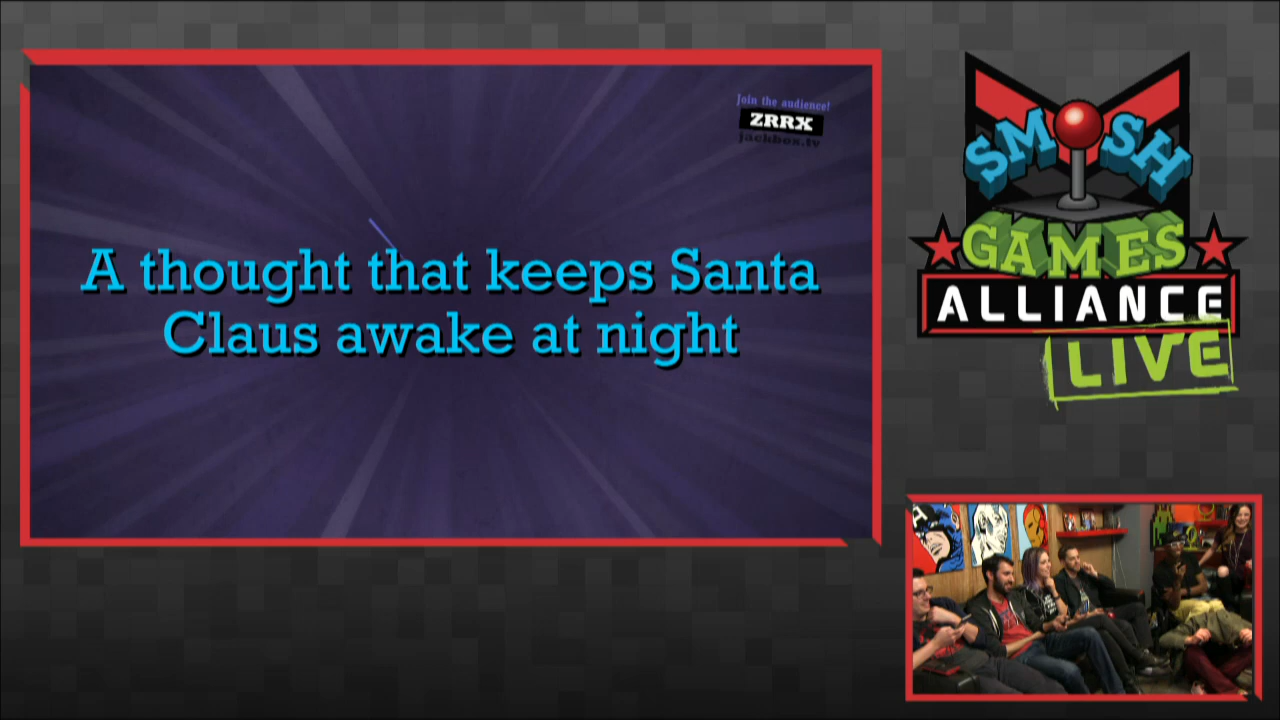 Join the audience!
ZRRX
jackbox.tv
A thought that keeps Santa
Claus awake at night
SMOSH
GAMES
ALLIANCE
LIVE